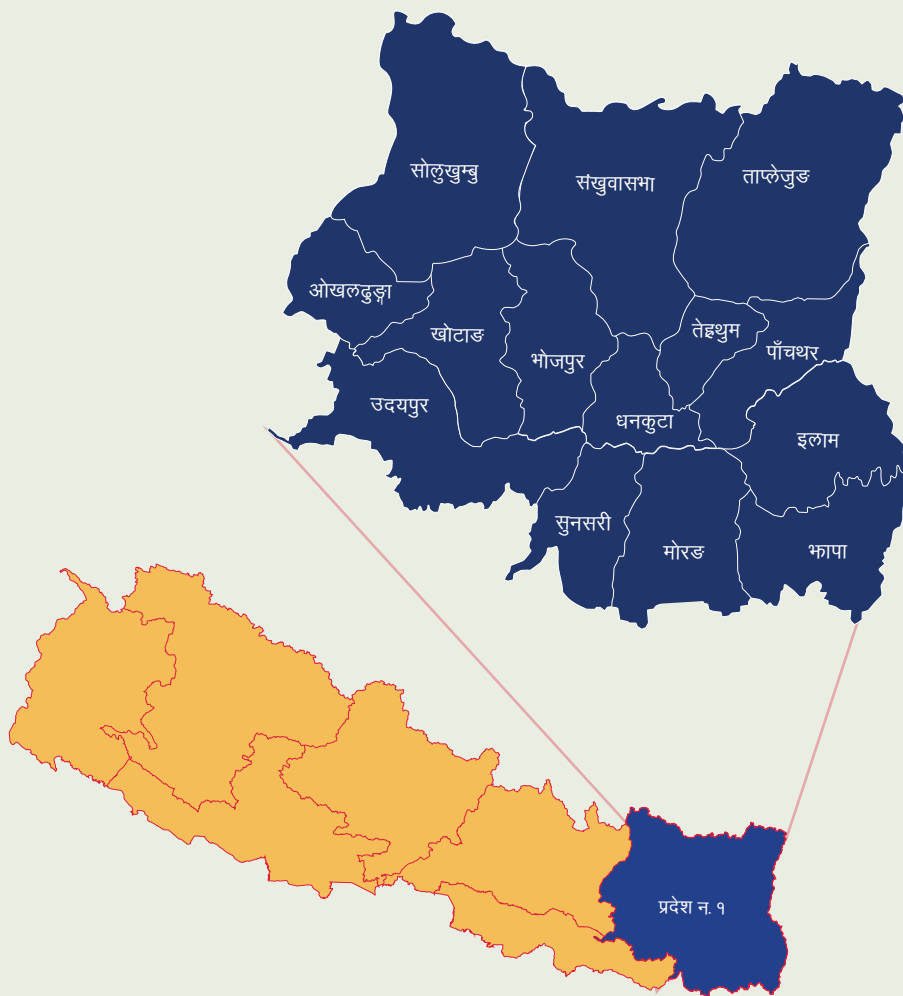 सोलुखुम्बु
संखुवासभा
ताप्लेजुङ
ओखलढुङ्गा
खोटाङ
भोजपुर
तेह्रथुम
पाँचथर
उदयपुर
धनकुटा
इलाम
सुनसरी
मोरङ
झापा
प्रदेश न. १